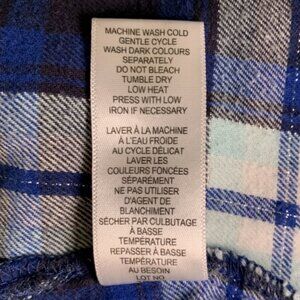 MACHINE WASH COLD
GENTLE CYCLE
WASH DARK COLOURS
SEPARATELY
DO NOT BLEACH
TUMBLE DRY
LOW HEAT
PRESS WITH LOW
IRON IF NECESSARY
LAVER À LA MACHINE
À L'EAU FROIDE
AU CYCLE DÉLICAT
LAVER LES
COULEURS FONCÉES
SÉPARÉMENT
NE PAS UTILISER
D'AGENT DE
BLANCHIMENT
SÉCHER PAR CULBUTAGE
À BASSE
TEMPERATURE
REPASSER À BASSE
TEMPÉRATURE
AU BESOIN
LOT NO